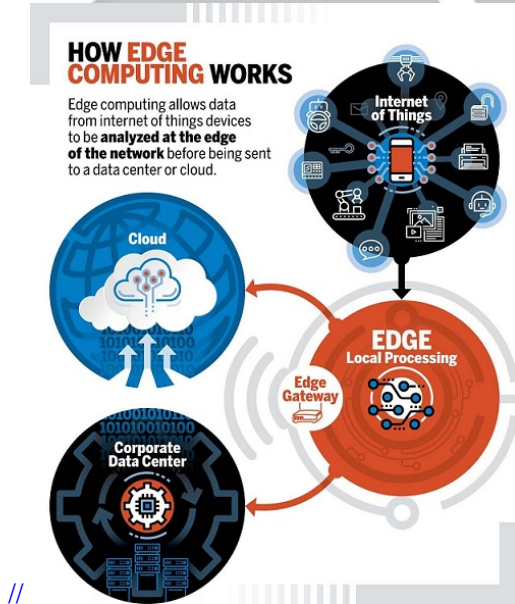 HOW EDGE
COMPUTING WORKS
Edge computing allows data
from internet of things devices
to be analyzed at the edge
of the network before being sent
to a data center or cloud.
Internet
of Things
Cloud
EDGE
Local Processing
Edge
Gateway
Corporate
Data Center
//